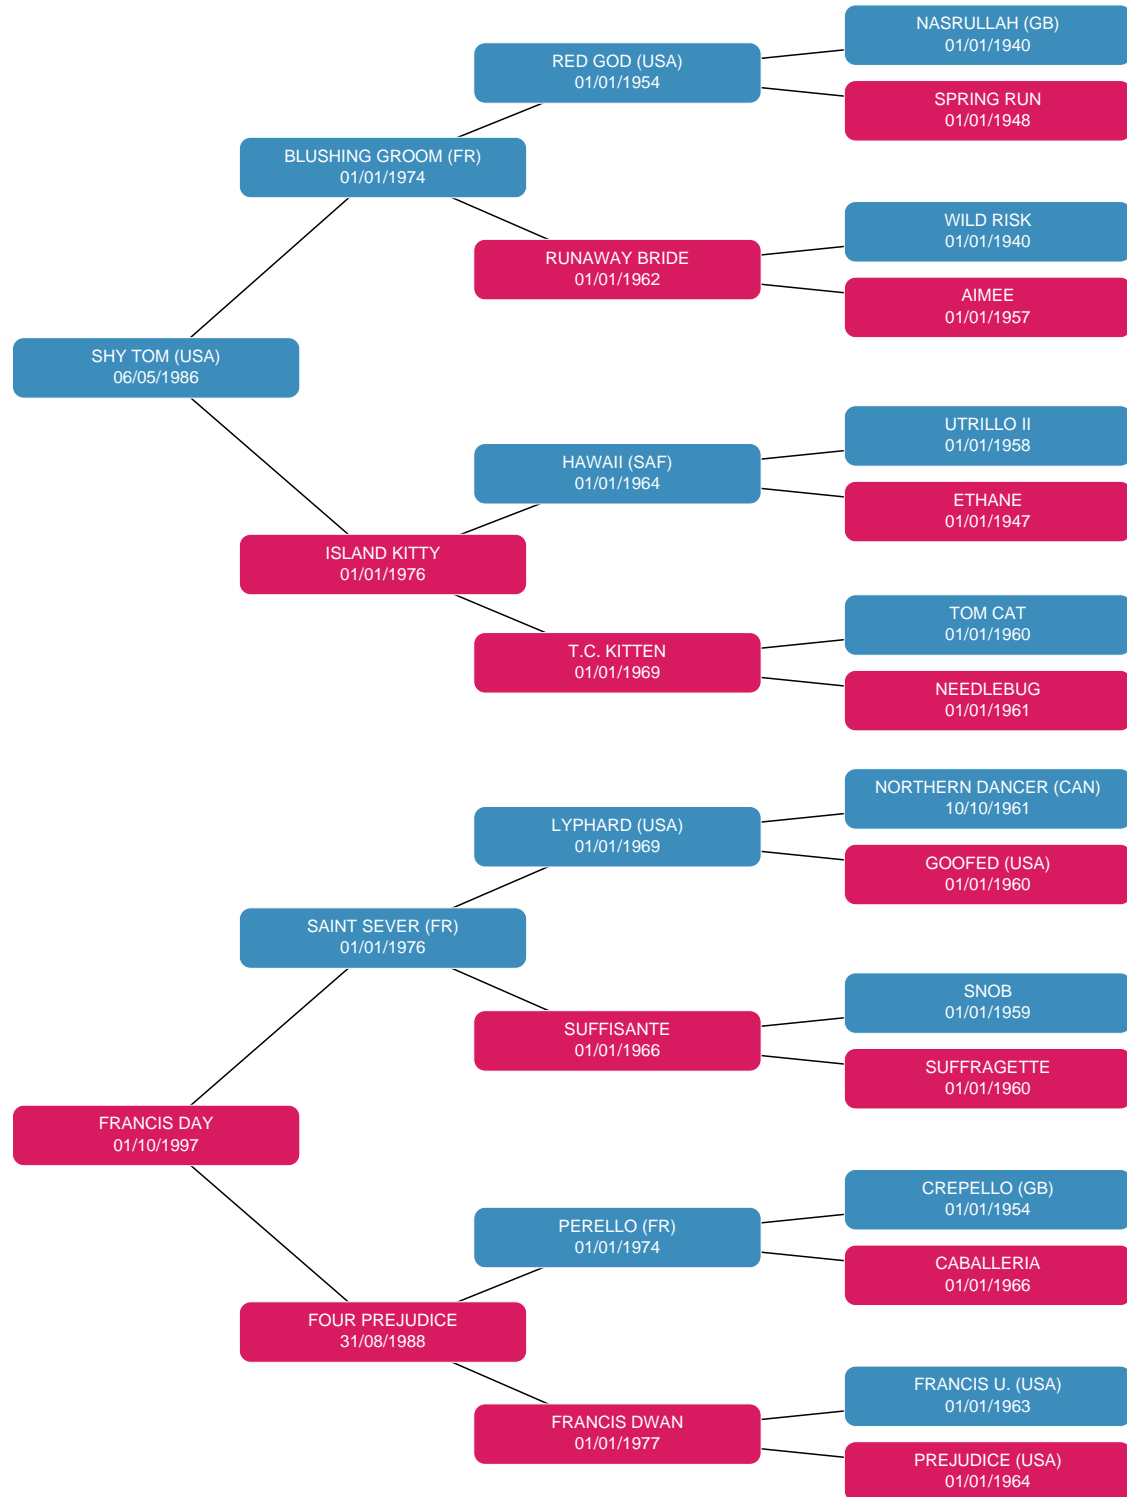 NASRULLAH (GB)
01/01/1940
RED GOD (USA)
01/01/1954
SPRING RUN
01/01/1948
BLUSHING GROOM (FR)
01/01/1974
WILD RISK
01/01/1940
RUNAWAY BRIDE
01/01/1962
AIMEE
01/01/1957
SHY TOM (USA)
06/05/1986
UTRILLO II
01/01/1958
HAWAII (SAF)
01/01/1964
ETHANE
01/01/1947
ISLAND KITTY
01/01/1976
TOM CAT
01/01/1960
T.C. KITTEN
01/01/1969
NEEDLEBUG
01/01/1961
NORTHERN DANCER (CAN)
10/10/1961
LYPHARD (USA)
01/01/1969
GOOFED (USA)
01/01/1960
SAINT SEVER (FR)
01/01/1976
SNOB
01/01/1959
SUFFISANTE
01/01/1966
SUFFRAGETTE
01/01/1960
FRANCIS DAY
01/10/1997
CREPELLO (GB)
01/01/1954
PERELLO (FR)
01/01/1974
CABALLERIA
01/01/1966
FOUR PREJUDICE
31/08/1988
FRANCIS U. (USA)
01/01/1963
FRANCIS DWAN
01/01/1977
PREJUDICE (USA)
01/01/1964